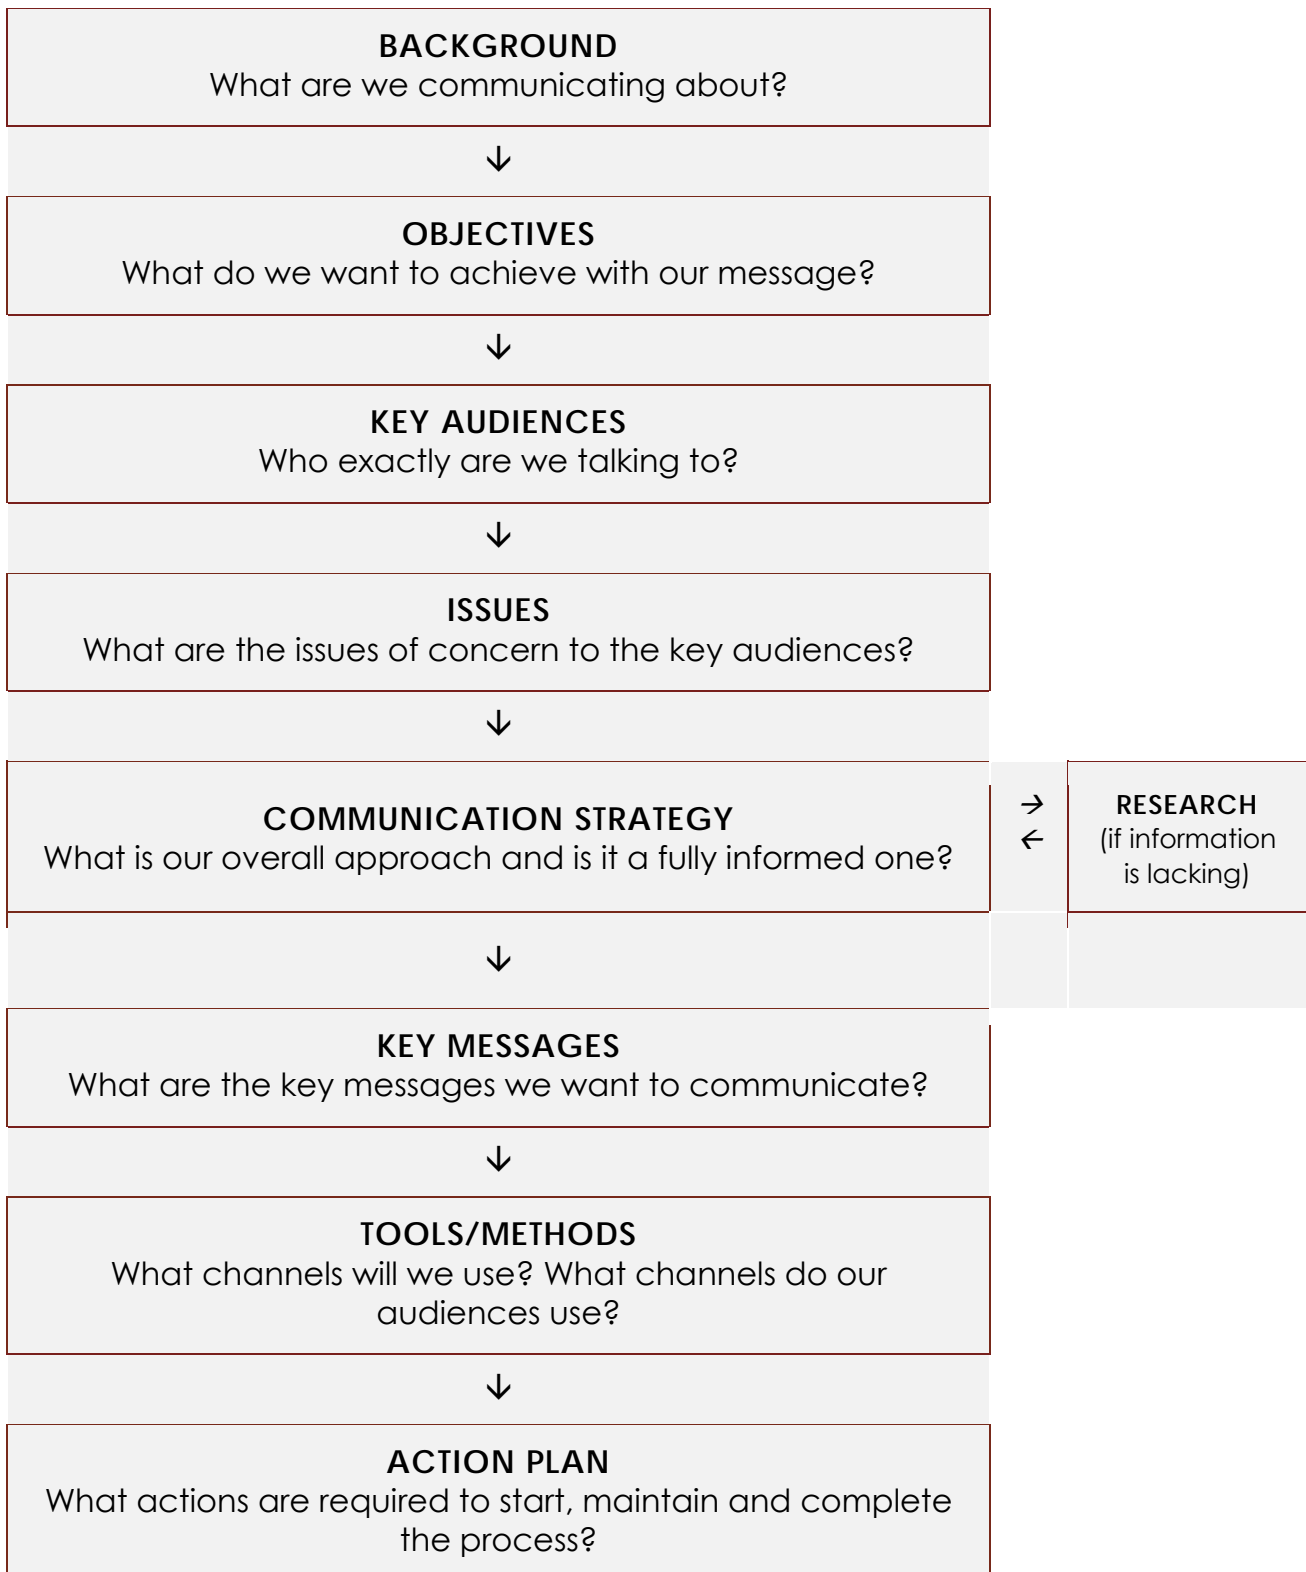 BACKGROUND
What are we communicating about?
↓
OBJECTIVES
What do we want to achieve with our message?
↓
KEY AUDIENCES
Who exactly are we talking to?
↓
ISSUES
What are the issues of concern to the key audiences?
↓
COMMUNICATION STRATEGY
What is our overall approach and is it a fully informed one?
→
←
RESEARCH
(if information
is lacking)
↓
KEY MESSAGES
What are the key messages we want to communicate?
↓
TOOLS/METHODS
What channels will we use? What channels do our
audiences use?
↓
ACTION PLAN
What actions are required to start, maintain and complete
the process?